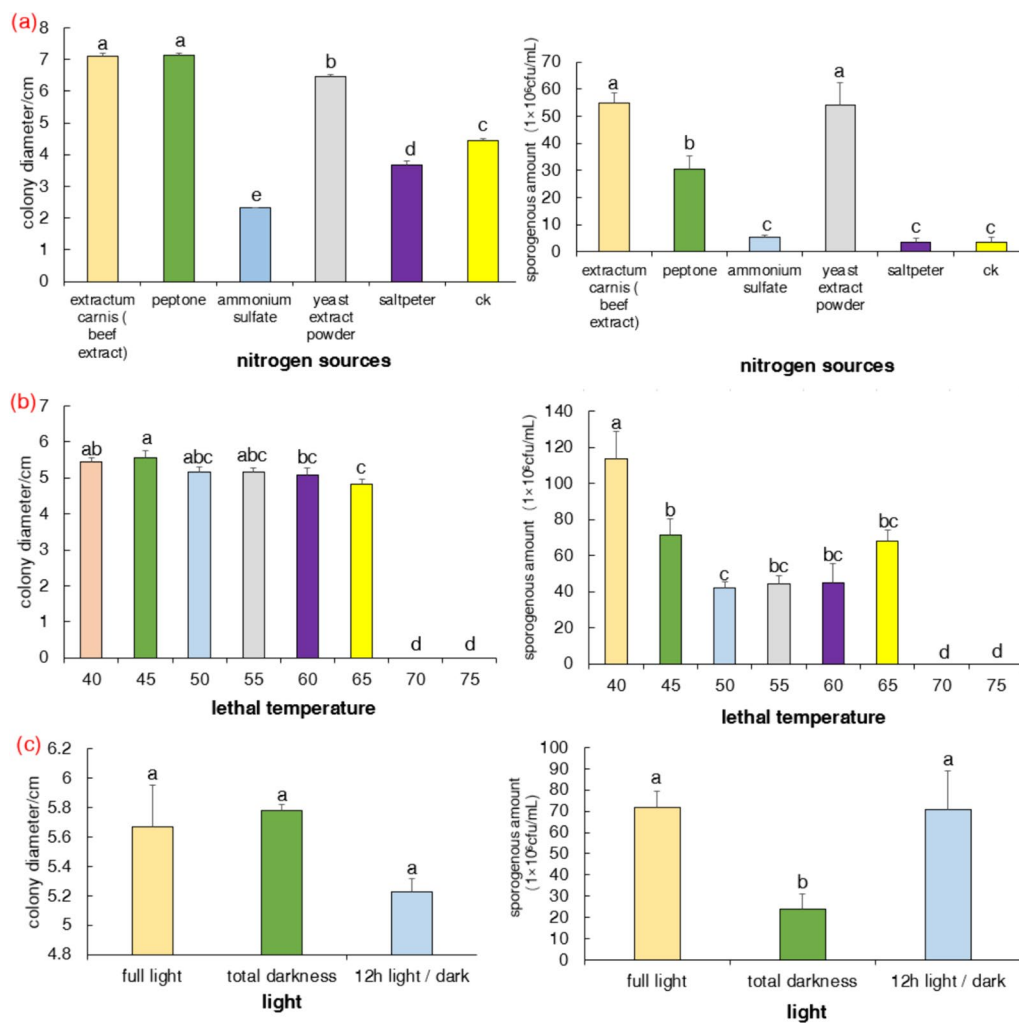 (a)
8
7
6
5
4
3
2
1
0
colony diameter/cm
a
a
e
b
d
c
extractum
carnis (
beef
extract)
peptone
ammonium
sulfate
yeast
extract
powder
saltpeter
ck
nitrogen sources
70
60
50
40
30
20
10
0
sporogenous amount (1×10⁶cfu/mL)
a
b
c
a
c
c
extractum
carnis (
beef
extract)
peptone
ammonium
sulfate
yeast
extract
powder
saltpeter
ck
nitrogen sources
(b)
7
6
5
4
3
2
1
0
colony diameter/cm
ab
a
abc
abc
bc
c
d
d
40
45
50
55
60
65
70
75
lethal temperature
140
120
100
80
60
40
20
0
sporogenous amount (1×10⁶cfu/mL)
a
b
c
bc
bc
bc
d
d
40
45
50
55
60
65
70
75
lethal temperature
(c)
6.2
6
5.8
5.6
5.4
5.2
5
4.8
colony diameter/cm
a
a
a
full light
total darkness
12h light / dark
light
100
90
80
70
60
50
40
30
20
10
0
sporogenous amount
(1×10⁶cfu/mL)
a
b
a
full light
total darkness
12h light / dark
light